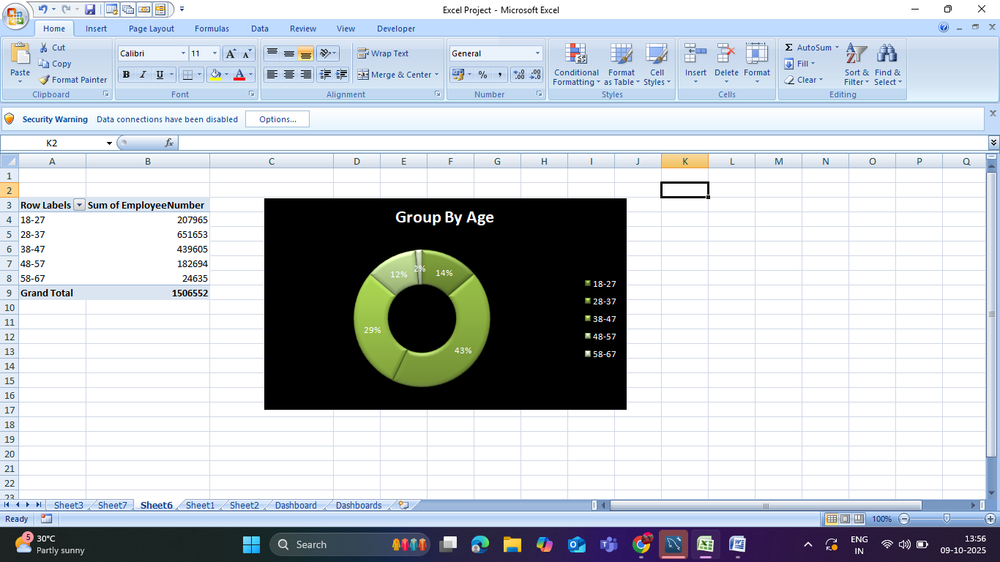 Excel Project - Microsoft Excel
Home Insert Page Layout Formulas Data Review View Developer
Paste
Cut
Copy
Format Painter
Clipboard
Calibri 11
B I U
Font
Wrap Text
Merge & Center
Alignment
General
% ,
Number
Conditional Formatting
Format as Table
Cell Styles
Styles
Insert Delete Format
Cells
Σ AutoSum
Fill
Clear
Sort & Filter
Find & Select
Editing
Security Warning Data connections have been disabled Options...
K2 fx
A B C D E F G H I J K L M N O P Q
1
2
3 Row Labels Sum of EmployeeNumber
4 18-27 207965
5 28-37 651653
6 38-47 439605
7 48-57 182694
8 58-67 24635
9 Grand Total 1506552
10
11
12
13
14
15
16
17
18
19
20
21
22
23
Group By Age
14%
43%
29%
12%
2%
18-27
28-37
38-47
48-57
58-67
Sheet3 Sheet7 Sheet6 Sheet1 Sheet2 Dashboard Dashboards
Ready 100%
5
30°C
Partly sunny
Search
ENG
IN
13:56
09-10-2025